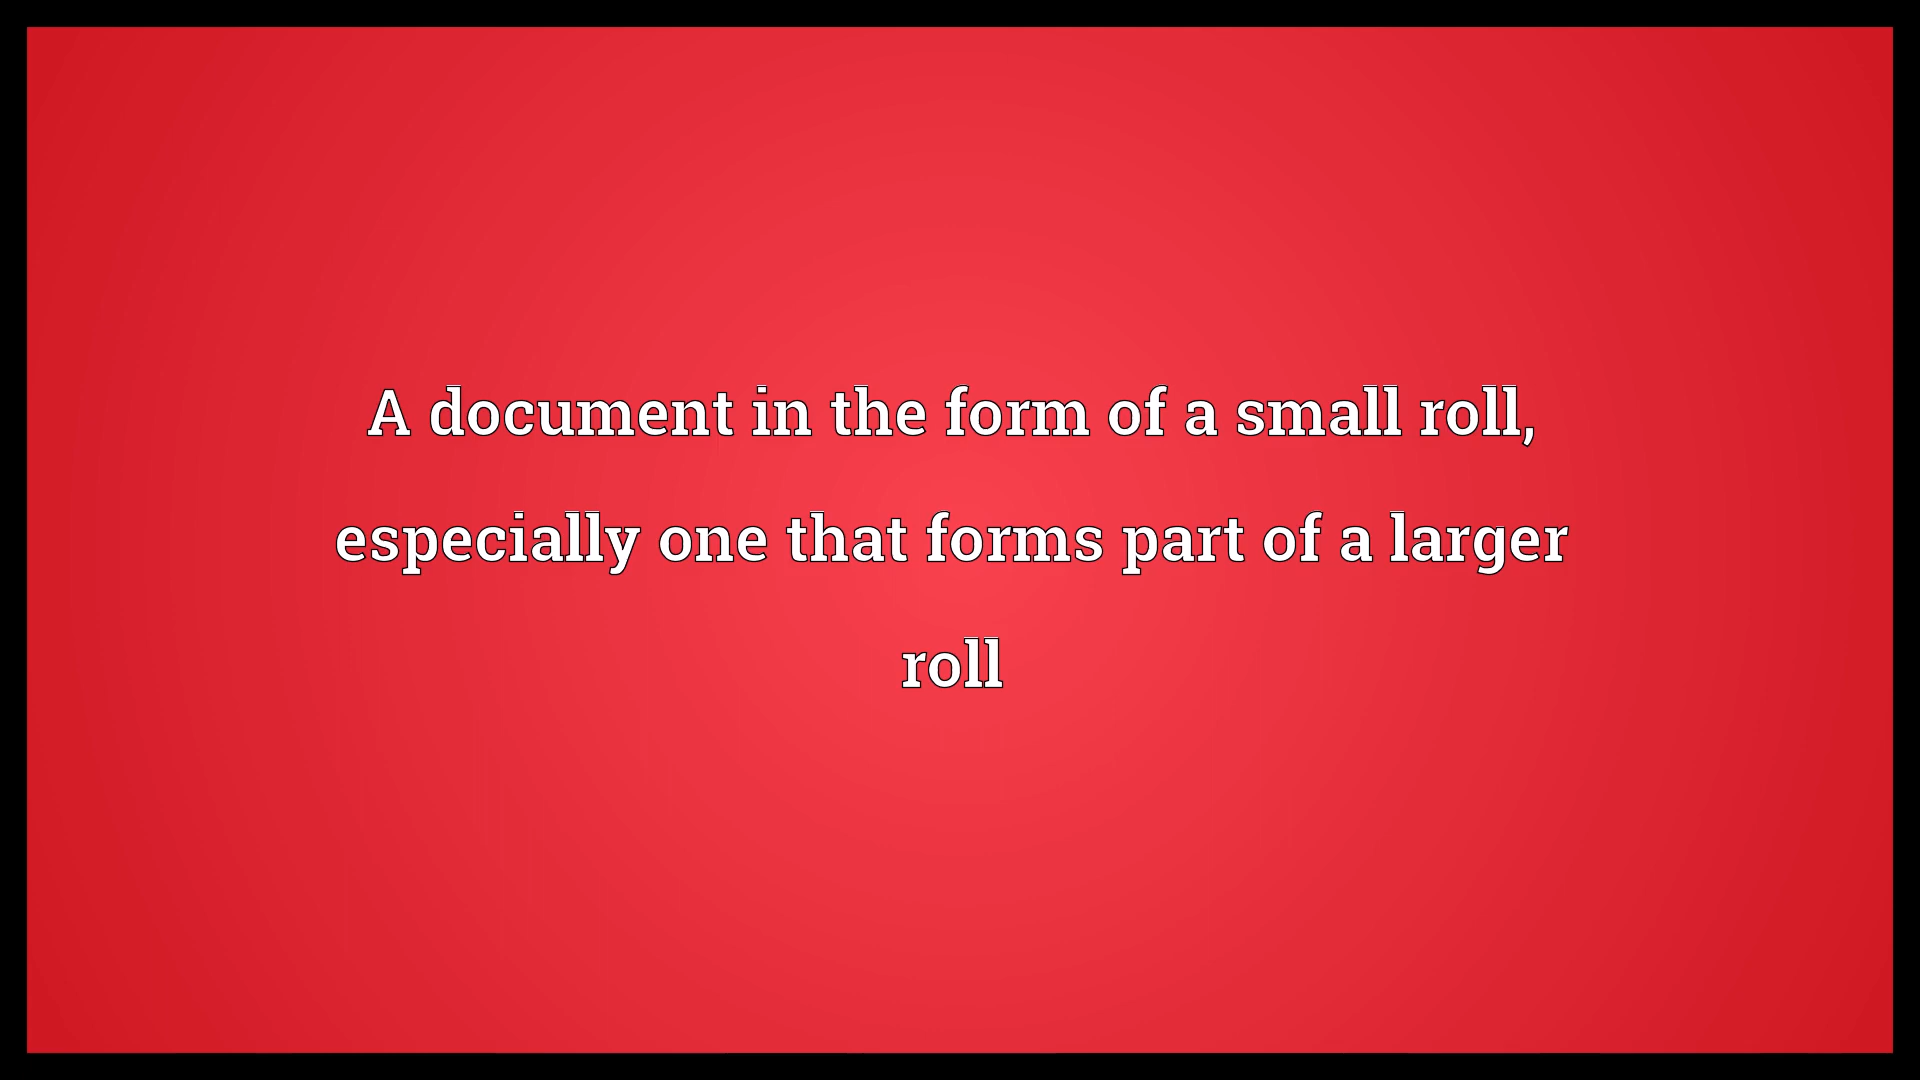 A document in the form of a small roll,
especially one that forms part of a larger
roll